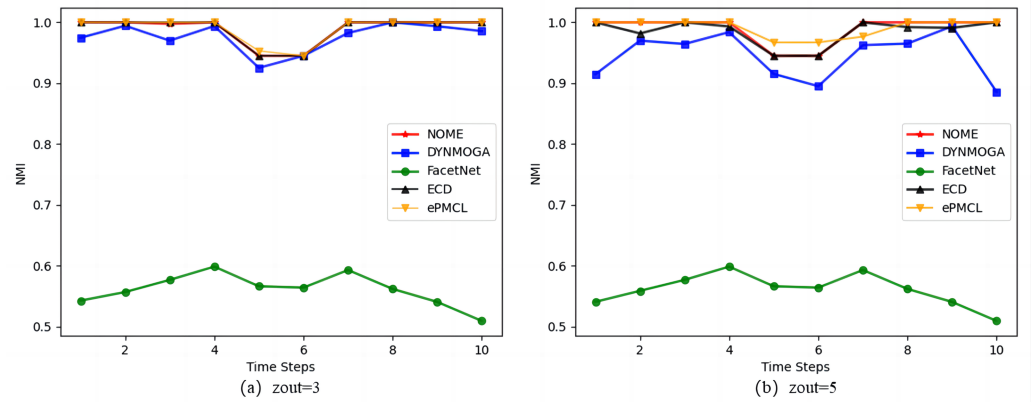 1.0
0.9
0.8
0.7
0.6
0.5
NMI
NOME
DYNMOGA
FacetNet
ECD
ePMCL
2 4 6 8 10
Time Steps
(a) zout=3
1.0
0.9
0.8
0.7
0.6
0.5
NMI
NOME
DYNMOGA
FacetNet
ECD
ePMCL
2 4 6 8 10
Time Steps
(b) zout=5